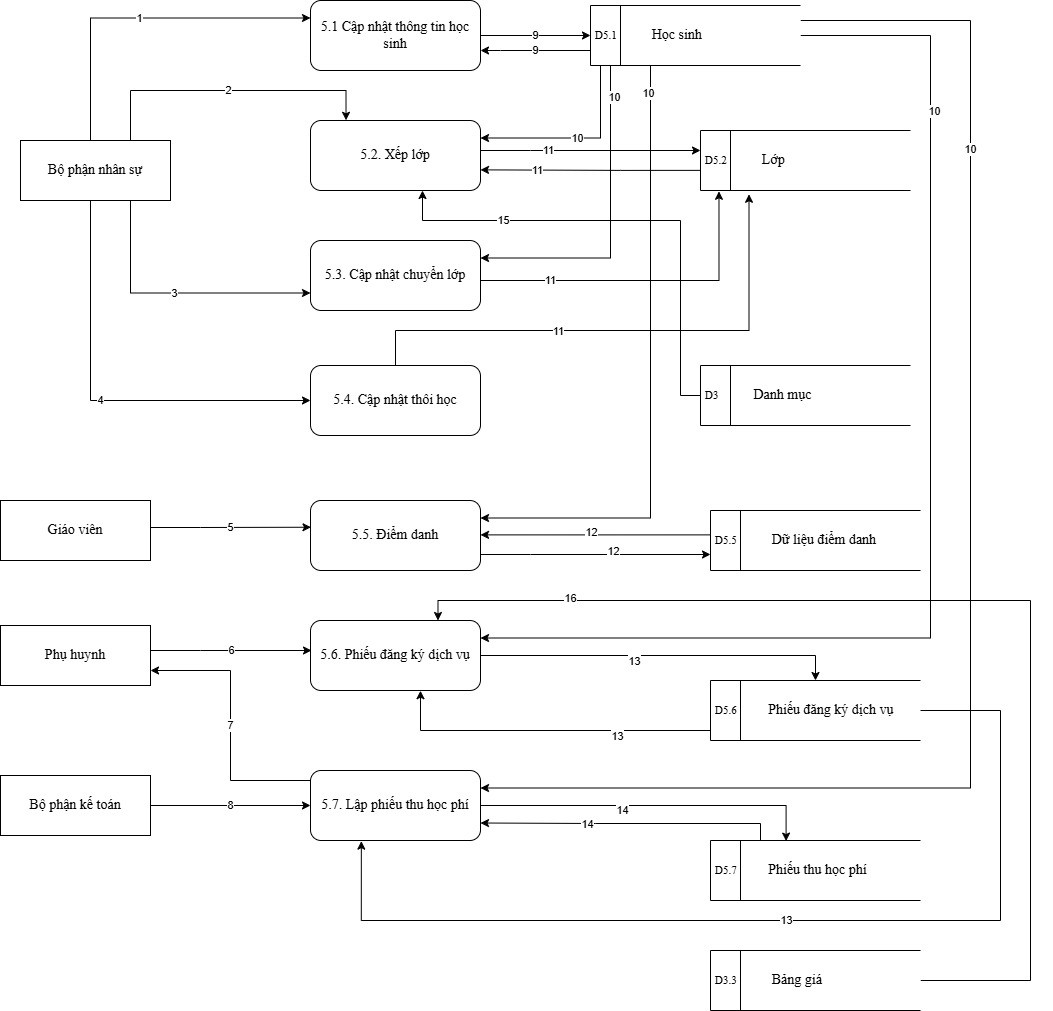 1
5.1 Cập nhật thông tin học
sinh
9
9
D5.1
Học sinh
2
10
10
10
10
10
Bộ phận nhân sự
5.2. Xếp lớp
11
11
D5.2
Lớp
15
3
5.3. Cập nhật chuyển lớp
11
11
4
5.4. Cập nhật thôi học
D3
Danh mục
Giáo viên
5
5.5. Điểm danh
12
12
D5.5
Dữ liệu điểm danh
16
Phụ huynh
6
5.6. Phiếu đăng ký dịch vụ
13
7
13
D5.6
Phiếu đăng ký dịch vụ
Bộ phận kế toán
8
5.7. Lập phiếu thu học phí
14
14
D5.7
Phiếu thu học phí
13
D3.3
Bảng giá